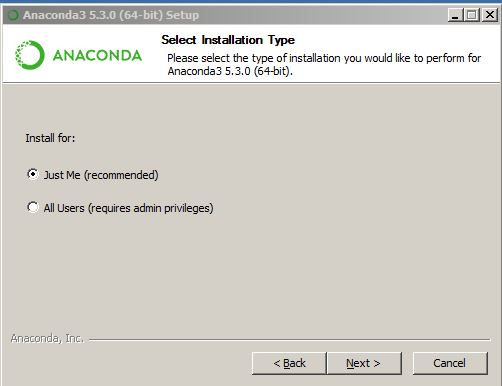 Anaconda3 5.3.0 (64-bit) Setup
ANACONDA
Select Installation Type
Please select the type of installation you would like to perform for
Anaconda3 5.3.0 (64-bit).
Install for:
Just Me (recommended)
All Users (requires admin privileges)
Anaconda, Inc.
< Back Next > Cancel